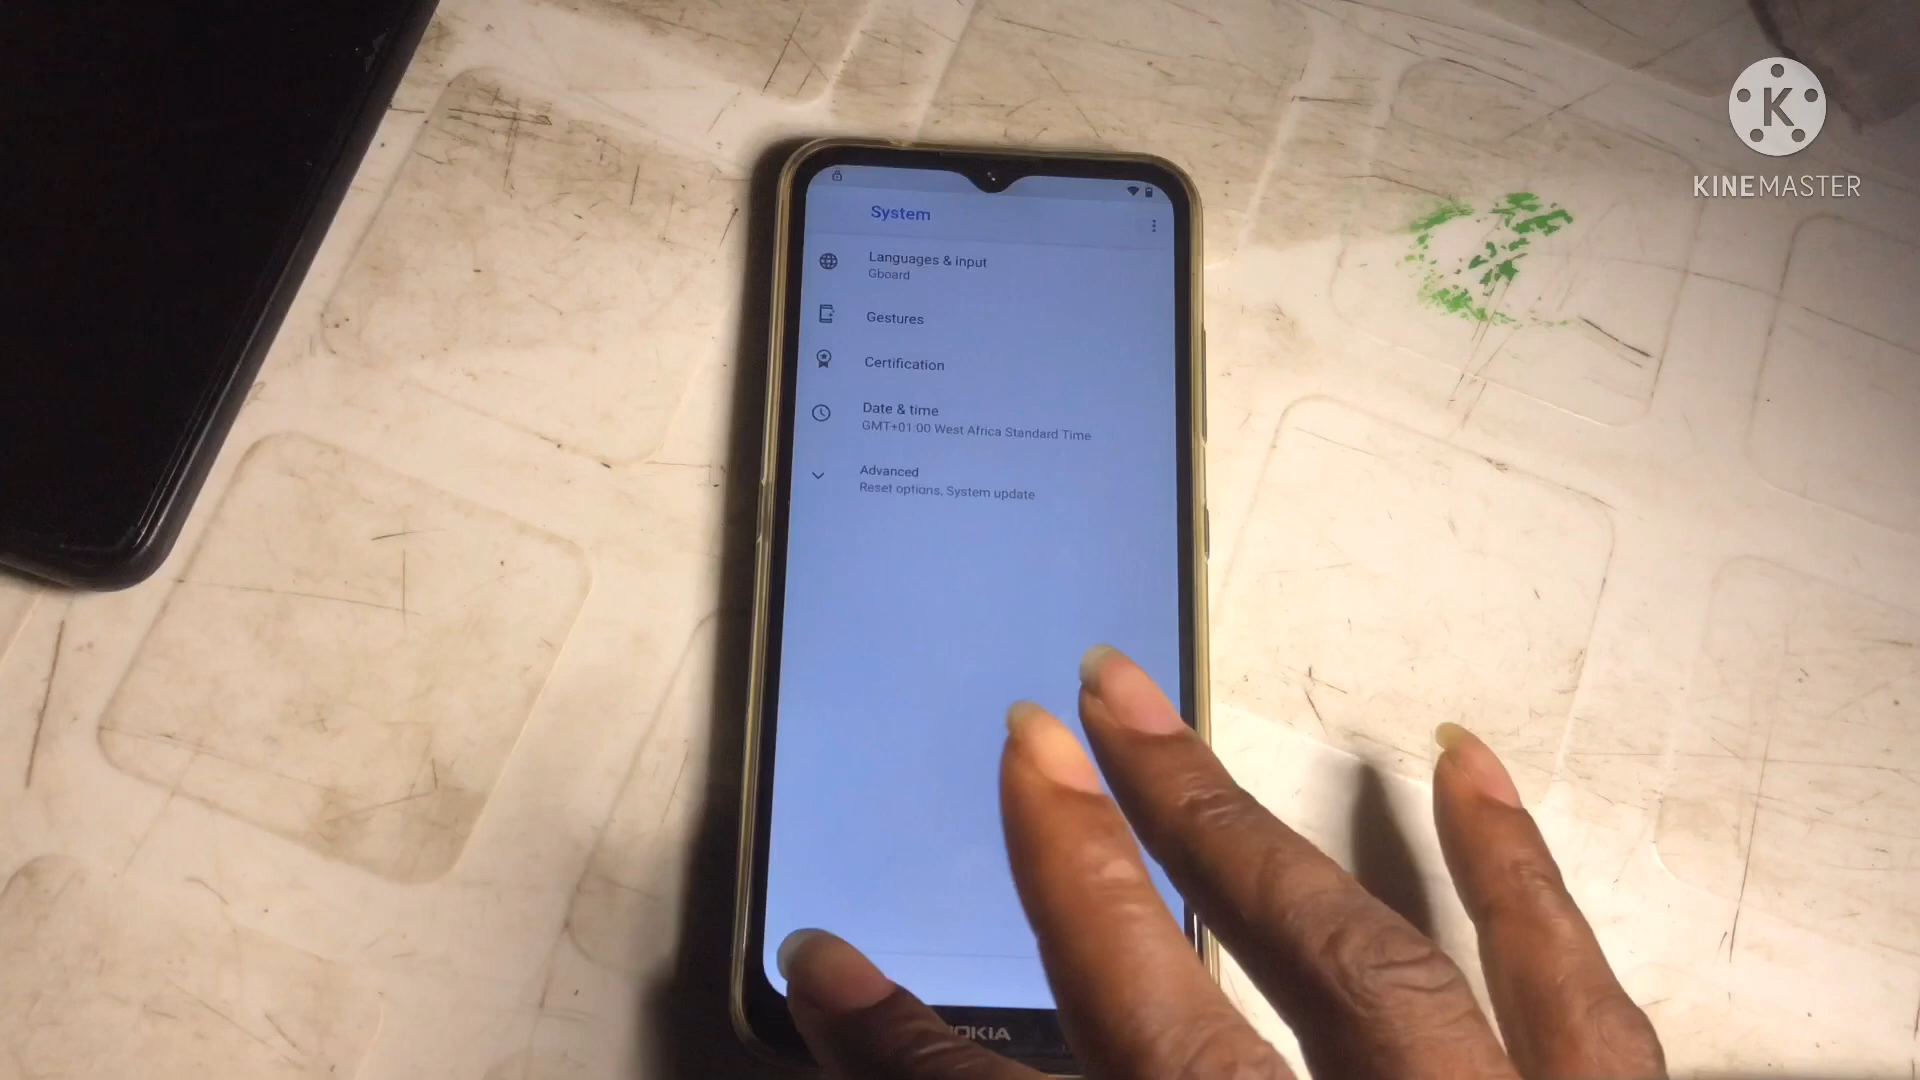 K
KINEMASTER
System
Languages & input
Gboard
Gestures
Certification
Date & time
GMT+01:00 West Africa Standard Time
Advanced
Reset options, System update
OKIA